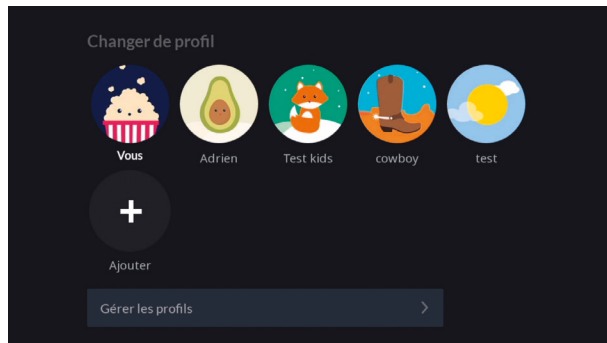 Changer de profil
Vous Adrien Test kids cowboy test
+
Ajouter
Gérer les profils